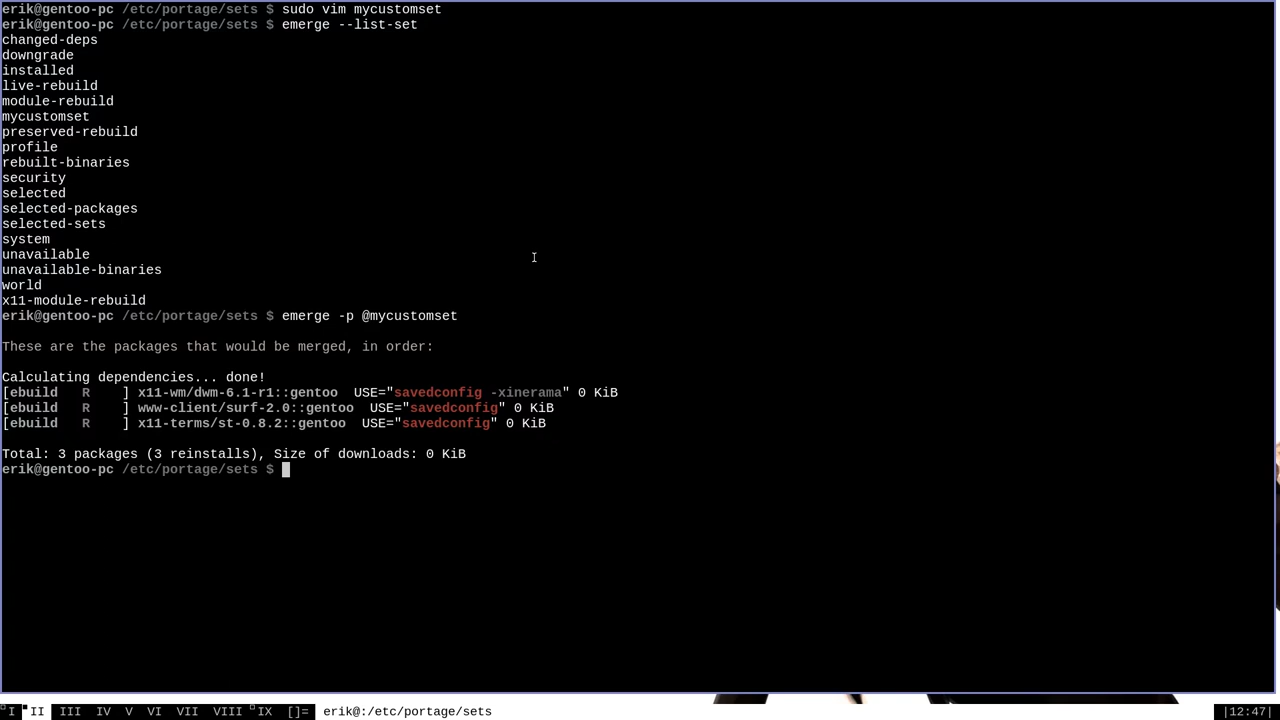 erik@gentoo-pc /etc/portage/sets $ sudo vim mycustomset
erik@gentoo-pc /etc/portage/sets $ emerge --list-set
changed-deps
downgrade
installed
live-rebuild
module-rebuild
mycustomset
preserved-rebuild
profile
rebuilt-binaries
security
selected
selected-packages
selected-sets
system
unavailable
unavailable-binaries
world
x11-module-rebuild
erik@gentoo-pc /etc/portage/sets $ emerge -p @mycustomset
These are the packages that would be merged, in order:
Calculating dependencies... done!
[ebuild   R    ] x11-wm/dwm-6.1-r1::gentoo  USE="savedconfig -xinerama" 0 KiB
[ebuild   R    ] www-client/surf-2.0::gentoo  USE="savedconfig" 0 KiB
[ebuild   R    ] x11-terms/st-0.8.2::gentoo  USE="savedconfig" 0 KiB
Total: 3 packages (3 reinstalls), Size of downloads: 0 KiB
erik@gentoo-pc /etc/portage/sets $
I II III IV V VI VII VIII IX []= erik@:/etc/portage/sets |12:47|